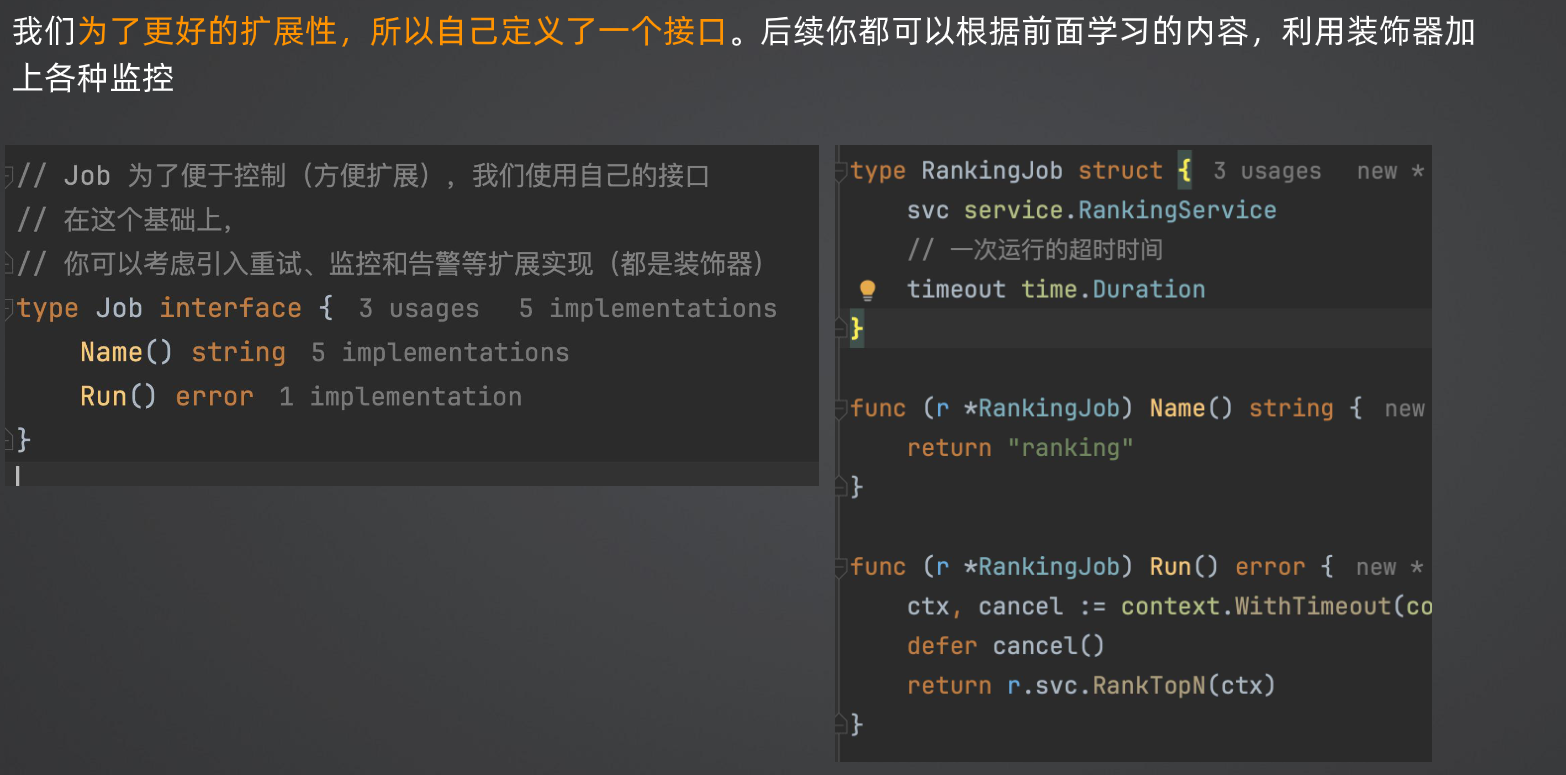 我们为了更好的扩展性，所以自己定义了一个接口。后续你都可以根据前面学习的内容，利用装饰器加
上各种监控
// Job 为了便于控制（方便扩展），我们使用自己的接口
// 在这个基础上，
// 你可以考虑引入重试、监控和告警等扩展实现（都是装饰器）
type Job interface { 3 usages 5 implementations
Name() string 5 implementations
Run() error 1 implementation
}
type RankingJob struct { 3 usages new *
svc service.RankingService
// 一次运行的超时时间
timeout time.Duration
}
func (r *RankingJob) Name() string { new
return "ranking"
}
func (r *RankingJob) Run() error { new *
ctx, cancel := context.WithTimeout(co
defer cancel()
return r.svc.RankTopN(ctx)
}